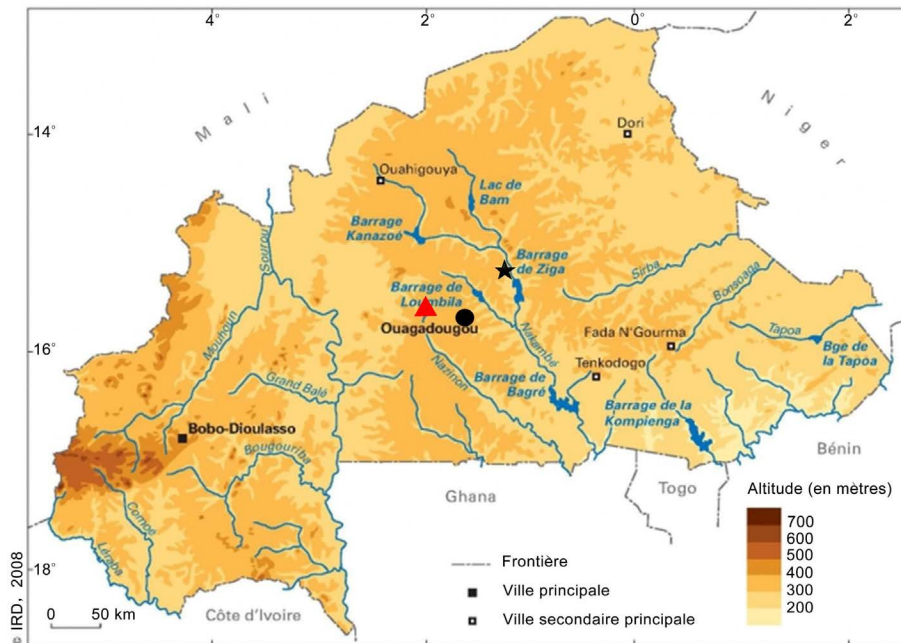 4°
2°
0
2°
Mali
Niger
14°
Dori
Ouahigouya
Lac de
Bam
Barrage
Kanazoé
Barrage
de Ziga
Sourou
Sirba
Bonsoaga
Barrage de
Loumbila
Ouagadougou
Mouhoun
Nakambé
Fada N'Gourma
Tapoa
Bge de
la Tapoa
16°
Nazinon
Tenkodogo
Grand Balé
Barrage de
Bagré
Barrage de la
Kompienga
Bobo-Dioulasso
Bougouriba
Bénin
Ghana
Togo
Comoé
Léraba
Altitude (en mètres)
700
600
500
400
300
200
18°
Frontière
Ville principale
Ville secondaire principale
0 50 km
Côte d'Ivoire
© IRD, 2008